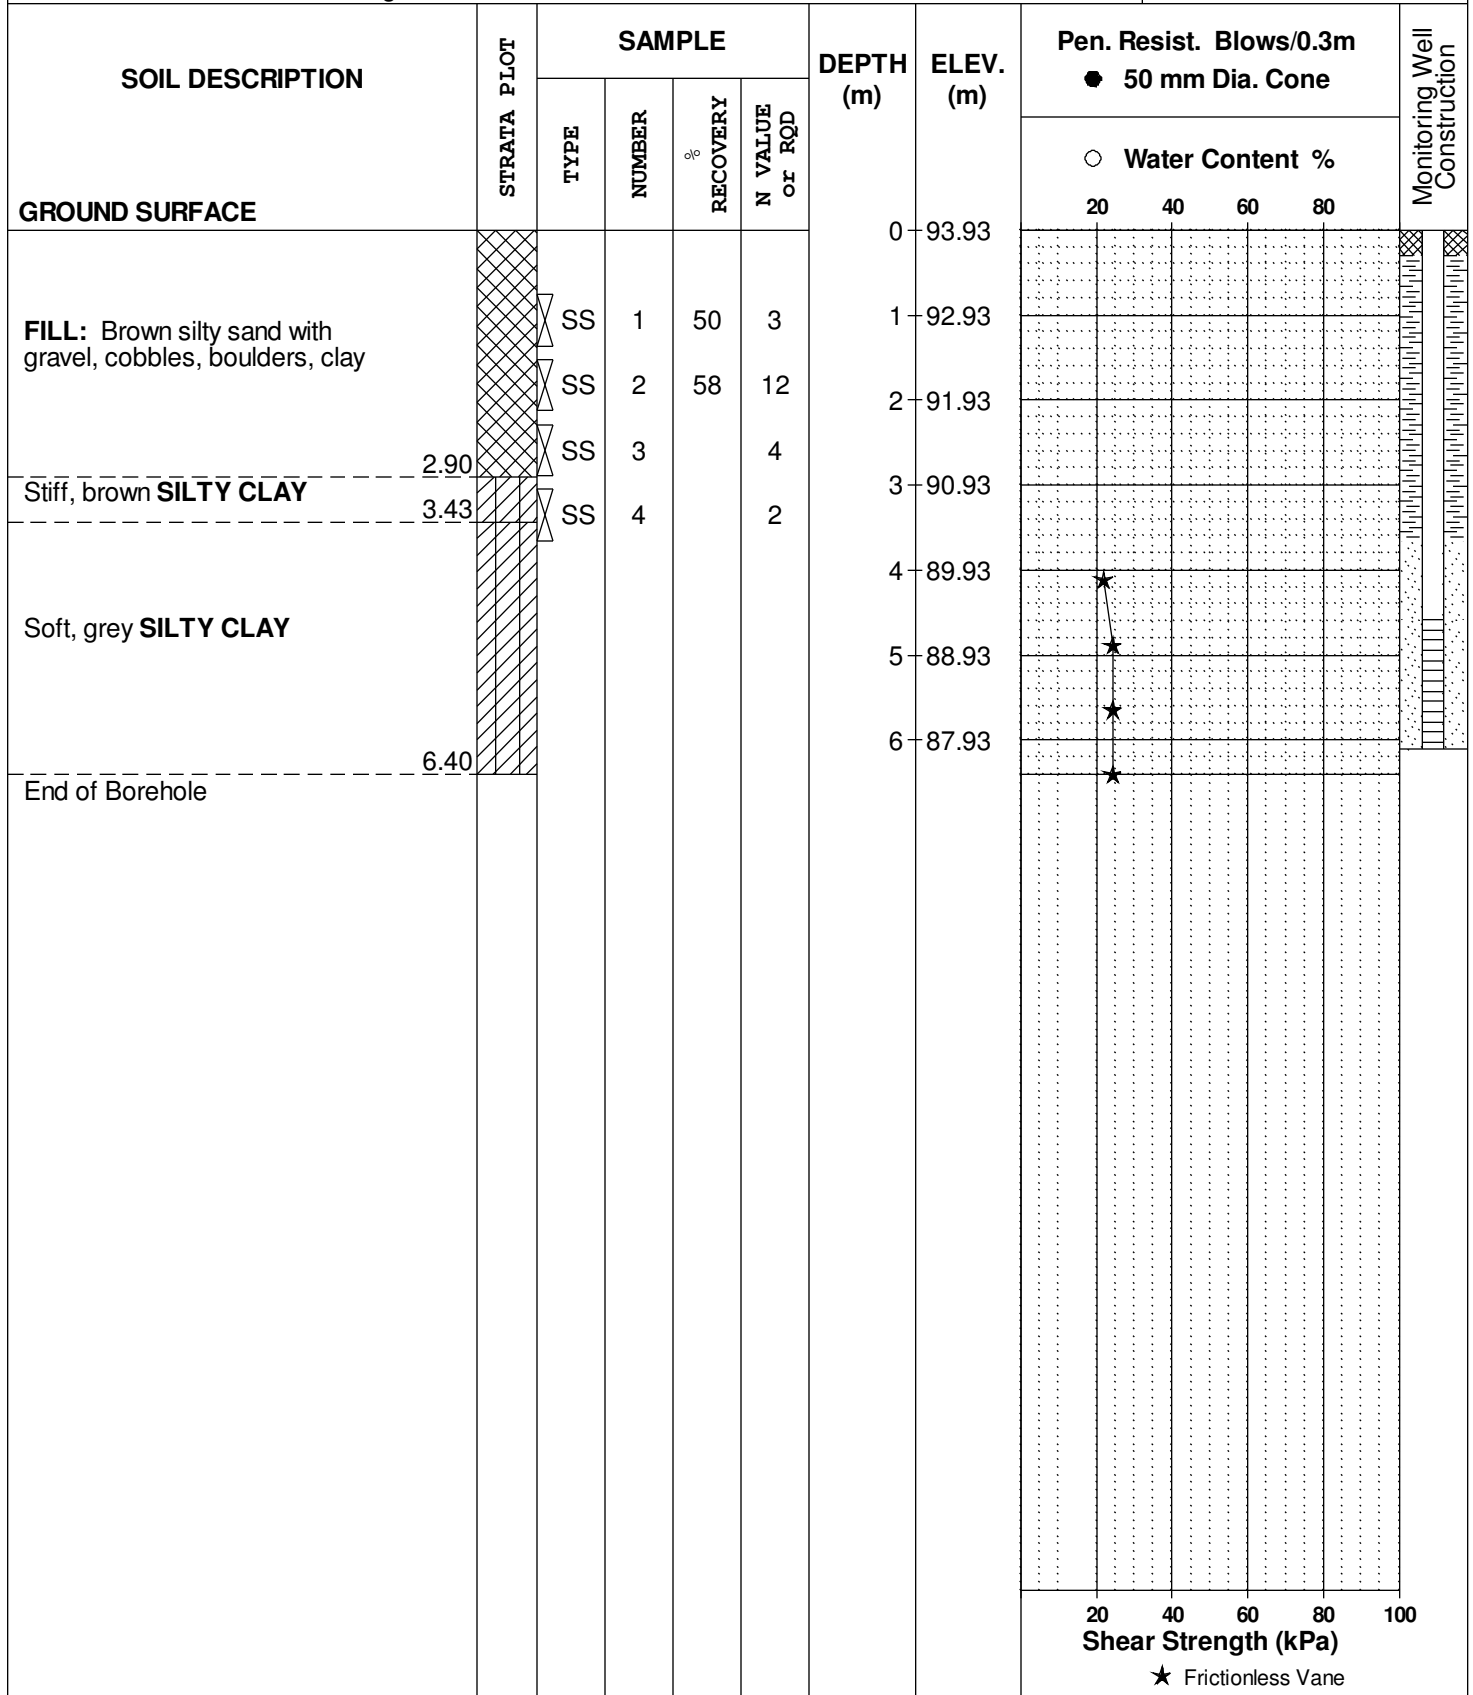 SOIL DESCRIPTION
GROUND SURFACE
STRATA PLOT
SAMPLE
TYPE
NUMBER
%
RECOVERY
N VALUE
or RQD
DEPTH
(m)
ELEV.
(m)
Pen. Resist. Blows/0.3m
● 50 mm Dia. Cone
○ Water Content %
20 40 60 80
Monitoring Well
Construction
0 93.93
FILL: Brown silty sand with
gravel, cobbles, boulders, clay
SS 1 50 3
1 92.93
SS 2 58 12
2 91.93
SS 3 4
2.90
Stiff, brown SILTY CLAY
3 90.93
3.43
SS 4 2
4 89.93
Soft, grey SILTY CLAY
5 88.93
6 87.93
6.40
End of Borehole
20 40 60 80 100
Shear Strength (kPa)
★ Frictionless Vane